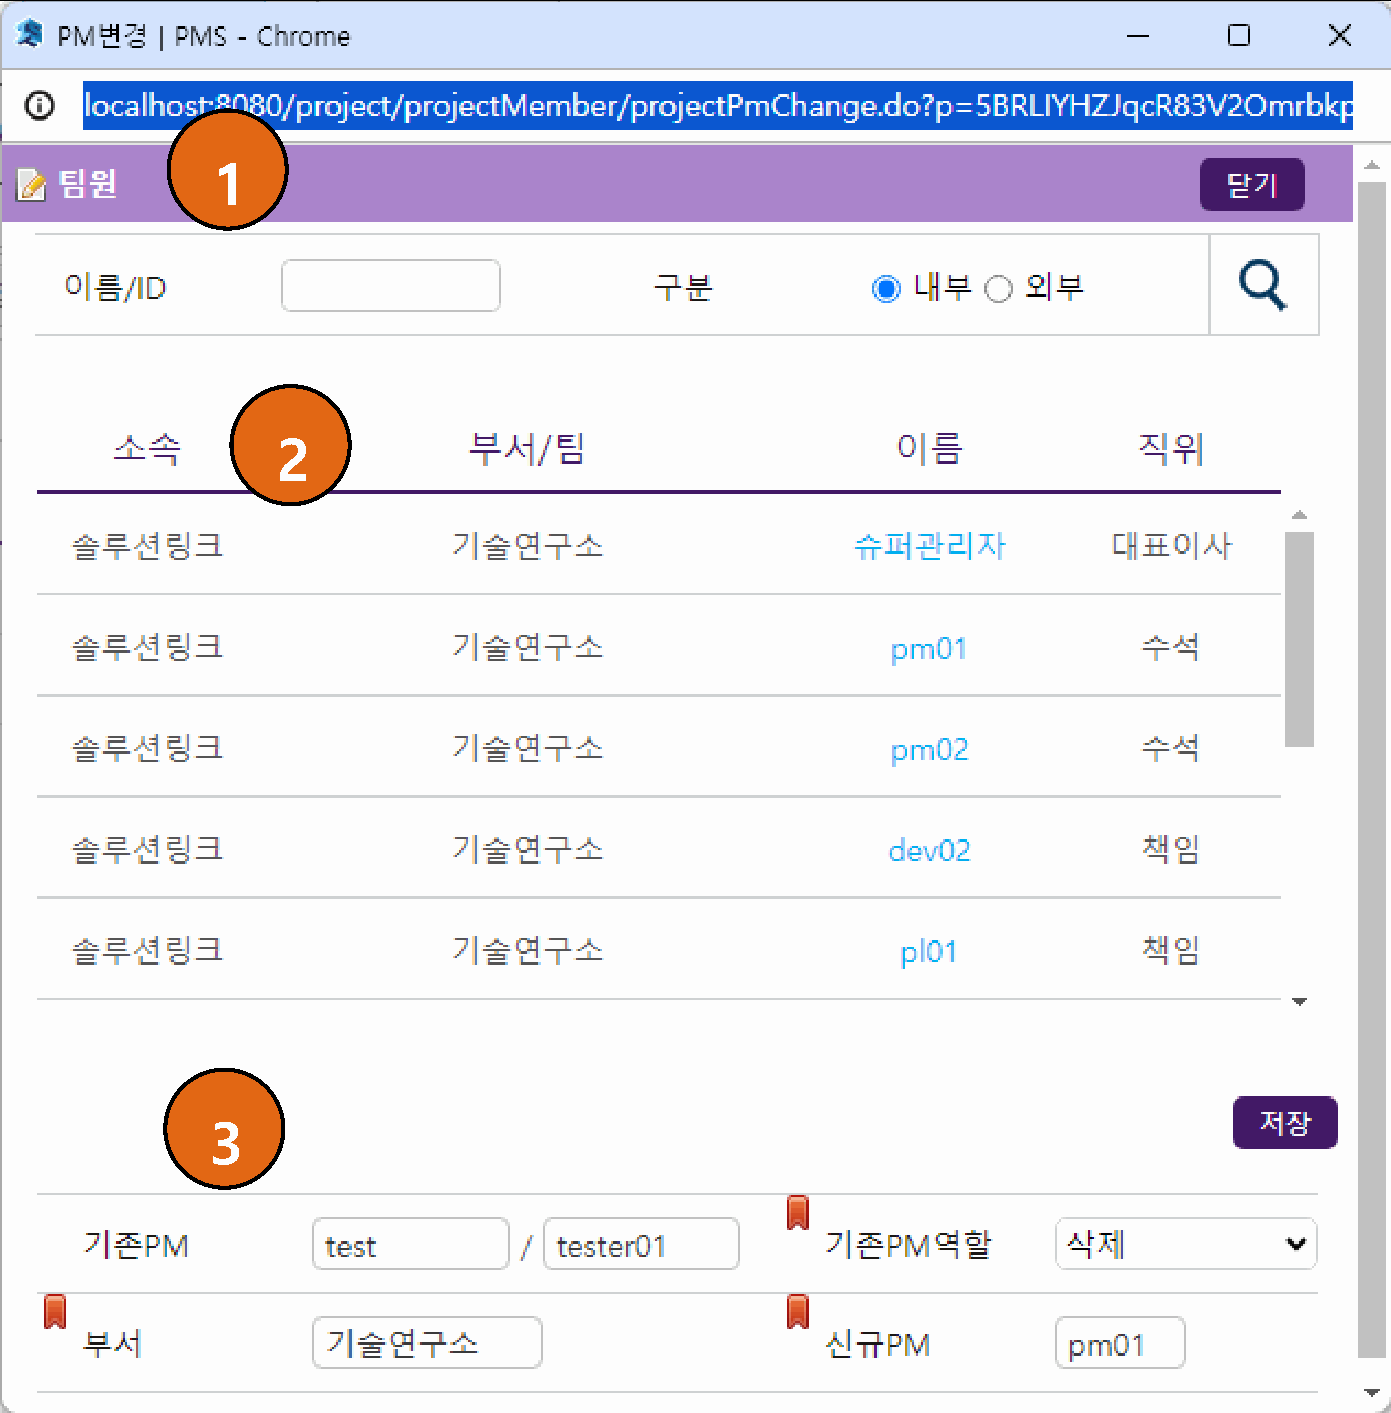 PM변경 | PMS - Chrome
localhost:8080/project/projectMember/projectPmChange.do?p=5BRLIYHZJqcR83V2Omrbkp
팀원
1
닫기
이름/ID 구분 내부 외부
2
소속 부서/팀 이름 직위
솔루션링크 기술연구소 슈퍼관리자 대표이사
솔루션링크 기술연구소 pm01 수석
솔루션링크 기술연구소 pm02 수석
솔루션링크 기술연구소 dev02 책임
솔루션링크 기술연구소 pl01 책임
3
저장
기존PM test / tester01 기존PM역할 삭제
부서 기술연구소 신규PM pm01